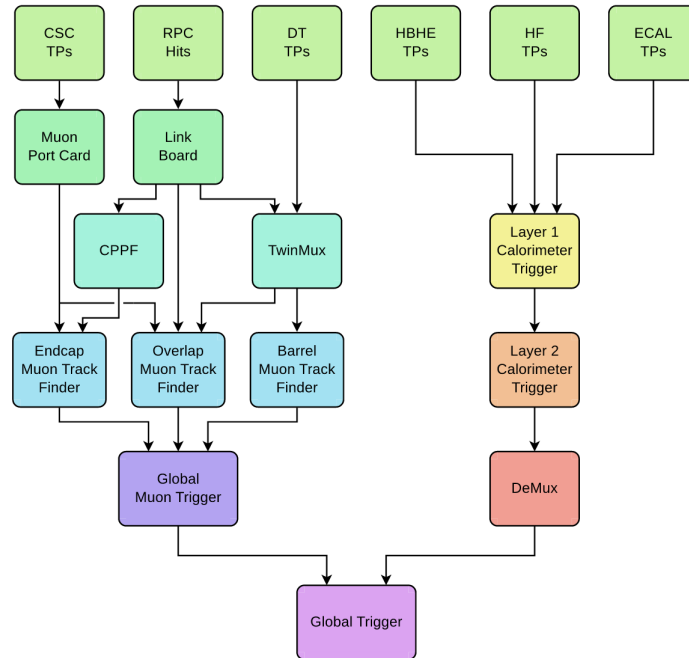 CSC
TPs
RPC
Hits
DT
TPs
HBHE
TPs
HF
TPs
ECAL
TPs
Muon
Port Card
Link
Board
CPPF
TwinMux
Layer 1
Calorimeter
Trigger
Endcap
Muon Track
Finder
Overlap
Muon Track
Finder
Barrel
Muon Track
Finder
Layer 2
Calorimeter
Trigger
Global
Muon Trigger
DeMux
Global Trigger